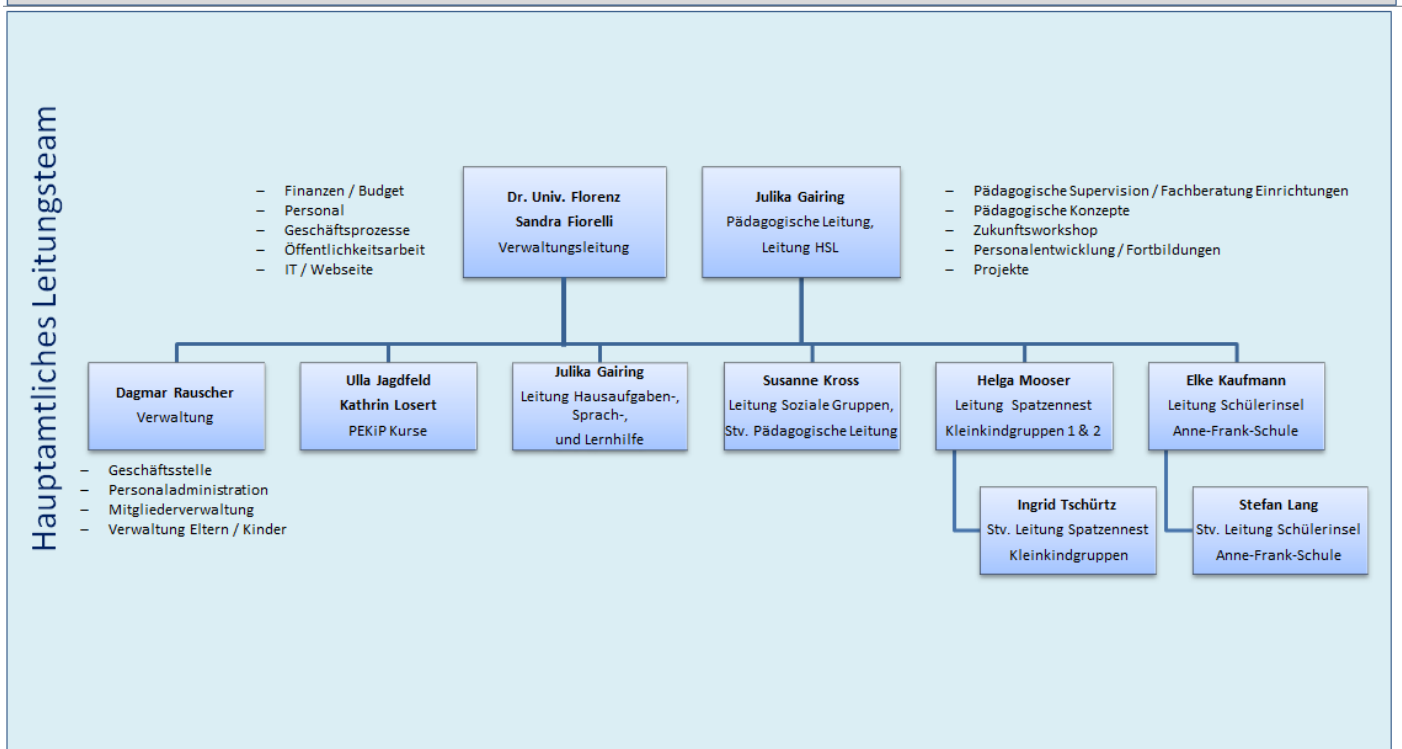 Hauptamtliches Leitungsteam
– Finanzen / Budget
– Personal
– Geschäftsprozesse
– Öffentlichkeitsarbeit
– IT / Webseite
Dr. Univ. Florenz
Sandra Fiorelli
Verwaltungsleitung
Julika Gairing
Pädagogische Leitung,
Leitung HSL
– Pädagogische Supervision / Fachberatung Einrichtungen
– Pädagogische Konzepte
– Zukunftsworkshop
– Personalentwicklung / Fortbildungen
– Projekte
Dagmar Rauscher
Verwaltung
– Geschäftsstelle
– Personaladministration
– Mitgliederverwaltung
– Verwaltung Eltern / Kinder
Ulla Jagdfeld
Kathrin Losert
PEKiP Kurse
Julika Gairing
Leitung Hausaufgaben-,
Sprach-,
und Lernhilfe
Susanne Kross
Leitung Soziale Gruppen,
Stv. Pädagogische Leitung
Helga Mooser
Leitung Spatzennest
Kleinkindgruppen 1 & 2
Ingrid Tschürtz
Stv. Leitung Spatzennest
Kleinkindgruppen
Elke Kaufmann
Leitung Schülerinsel
Anne-Frank-Schule
Stefan Lang
Stv. Leitung Schülerinsel
Anne-Frank-Schule